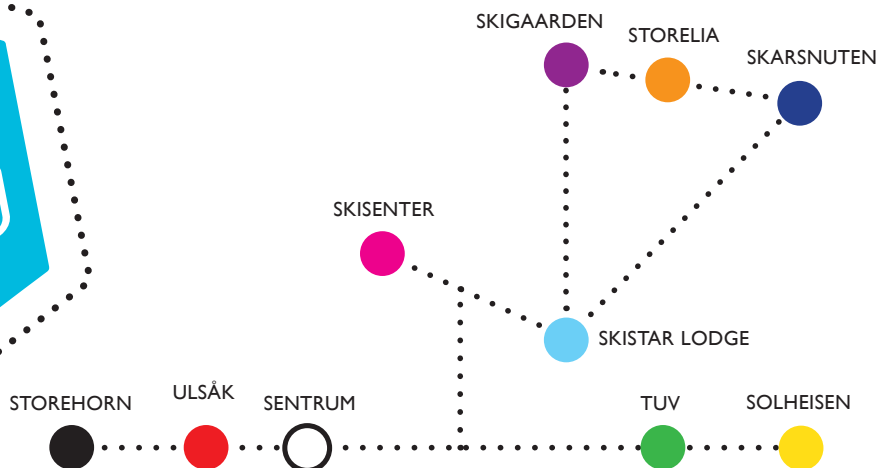 SKIGAARDEN
STORELIA
SKARSNUTEN
SKISENTER
SKISTAR LODGE
STOREHORN
ULSÅK
SENTRUM
TUV
SOLHEISEN